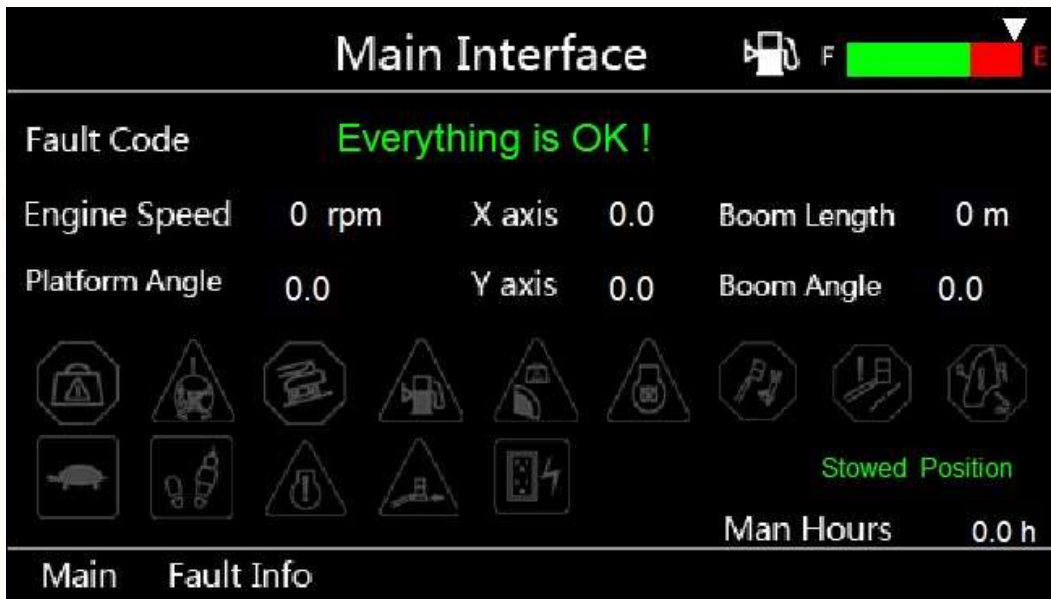 Main Interface F E
Fault Code Everything is OK !
Engine Speed 0 rpm X axis 0.0 Boom Length 0 m
Platform Angle 0.0 Y axis 0.0 Boom Angle 0.0
Stowed Position
Man Hours 0.0 h
Main Fault Info